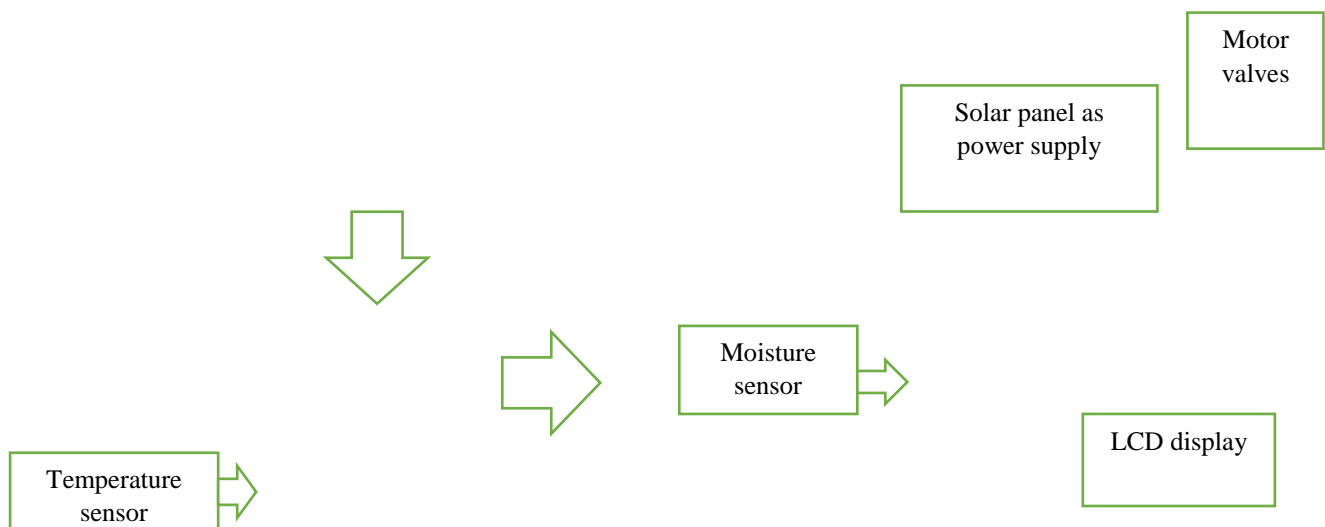 Motor
valves
Solar panel as
power supply
Moisture
sensor
LCD display
Temperature
sensor